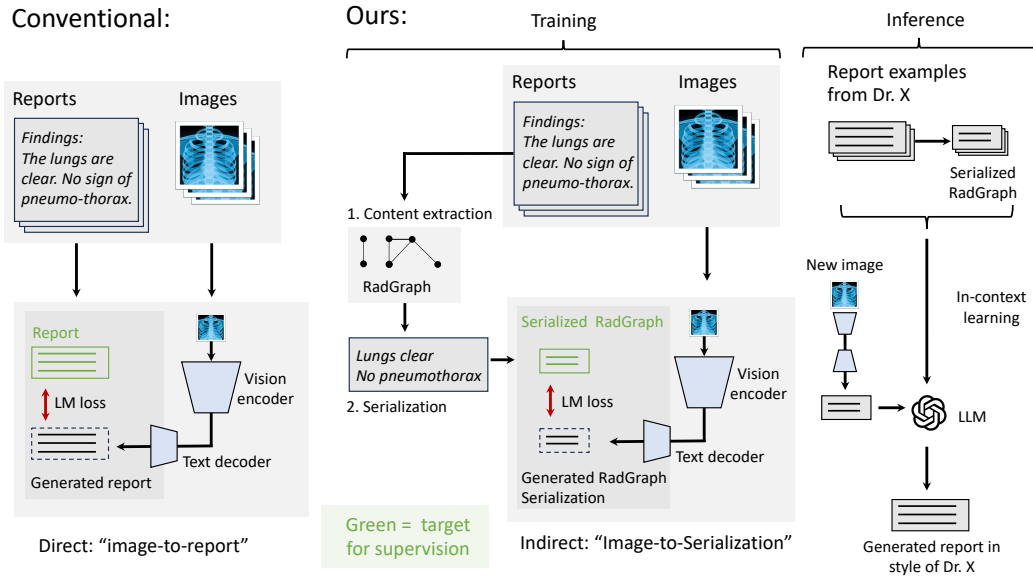 Conventional:
Reports
Images
Findings:
The lungs are
clear. No sign of
pneumo-thorax.
Report
LM loss
Generated report
Vision
encoder
Text decoder
Direct: “image-to-report”
Ours:
Training
Reports
Images
Findings:
The lungs are
clear. No sign of
pneumo-thorax.
1. Content extraction
RadGraph
Lungs clear
No pneumothorax
2. Serialization
Serialized RadGraph
LM loss
Generated RadGraph
Serialization
Vision
encoder
Text decoder
Green = target
for supervision
Indirect: “Image-to-Serialization”
Inference
Report examples
from Dr. X
Serialized
RadGraph
New image
In-context
learning
LLM
Generated report in
style of Dr. X